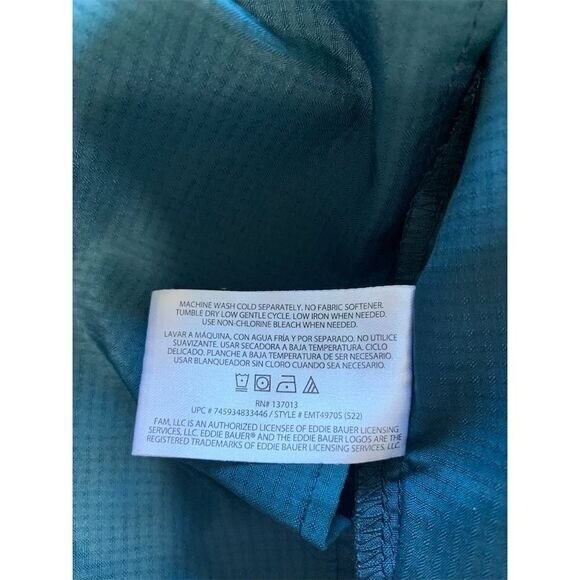 MACHINE WASH COLD SEPARATELY. NO FABRIC SOFTENER.
TUMBLE DRY LOW GENTLE CYCLE. LOW IRON WHEN NEEDED.
USE NON-CHLORINE BLEACH WHEN NEEDED.
LAVAR A MÁQUINA, CON AGUA FRÍA Y POR SEPARADO. NO UTILICE
SUAVIZANTE. USAR SECADORA A BAJA TEMPERATURA. CICLO
DELICADO. PLANCHE A BAJA TEMPERATURA DE SER NECESARIO.
USAR BLANQUEADOR SIN CLORO CUANDO SEA NECESARIO.
RN# 137013
UPC # 745934833446 / STYLE # EMT4970S (S22)
FAM, LLC IS AN AUTHORIZED LICENSEE OF EDDIE BAUER LICENSING
SERVICES, LLC. EDDIE BAUER® AND THE EDDIE BAUER LOGOS ARE THE
REGISTERED TRADEMARKS OF EDDIE BAUER LICENSING SERVICES, LLC.